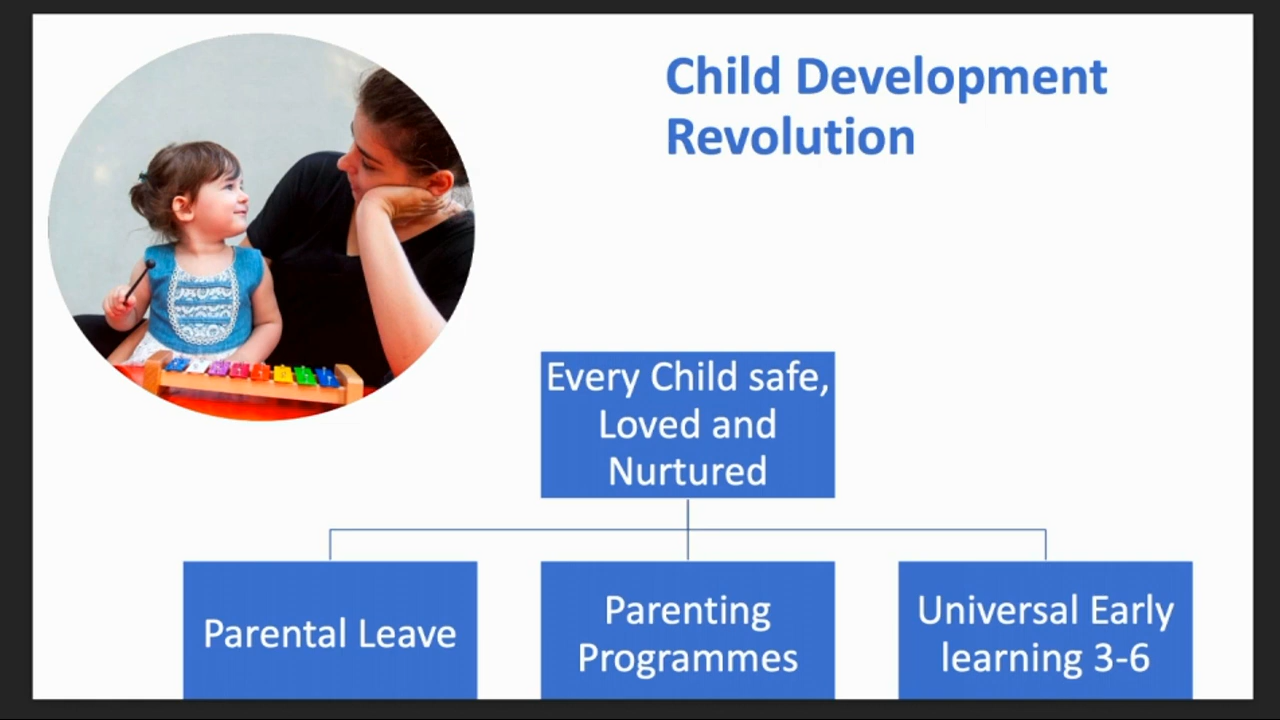 Child Development
Revolution
Every Child safe,
Loved and
Nurtured
Parental Leave
Parenting
Programmes
Universal Early
learning 3-6